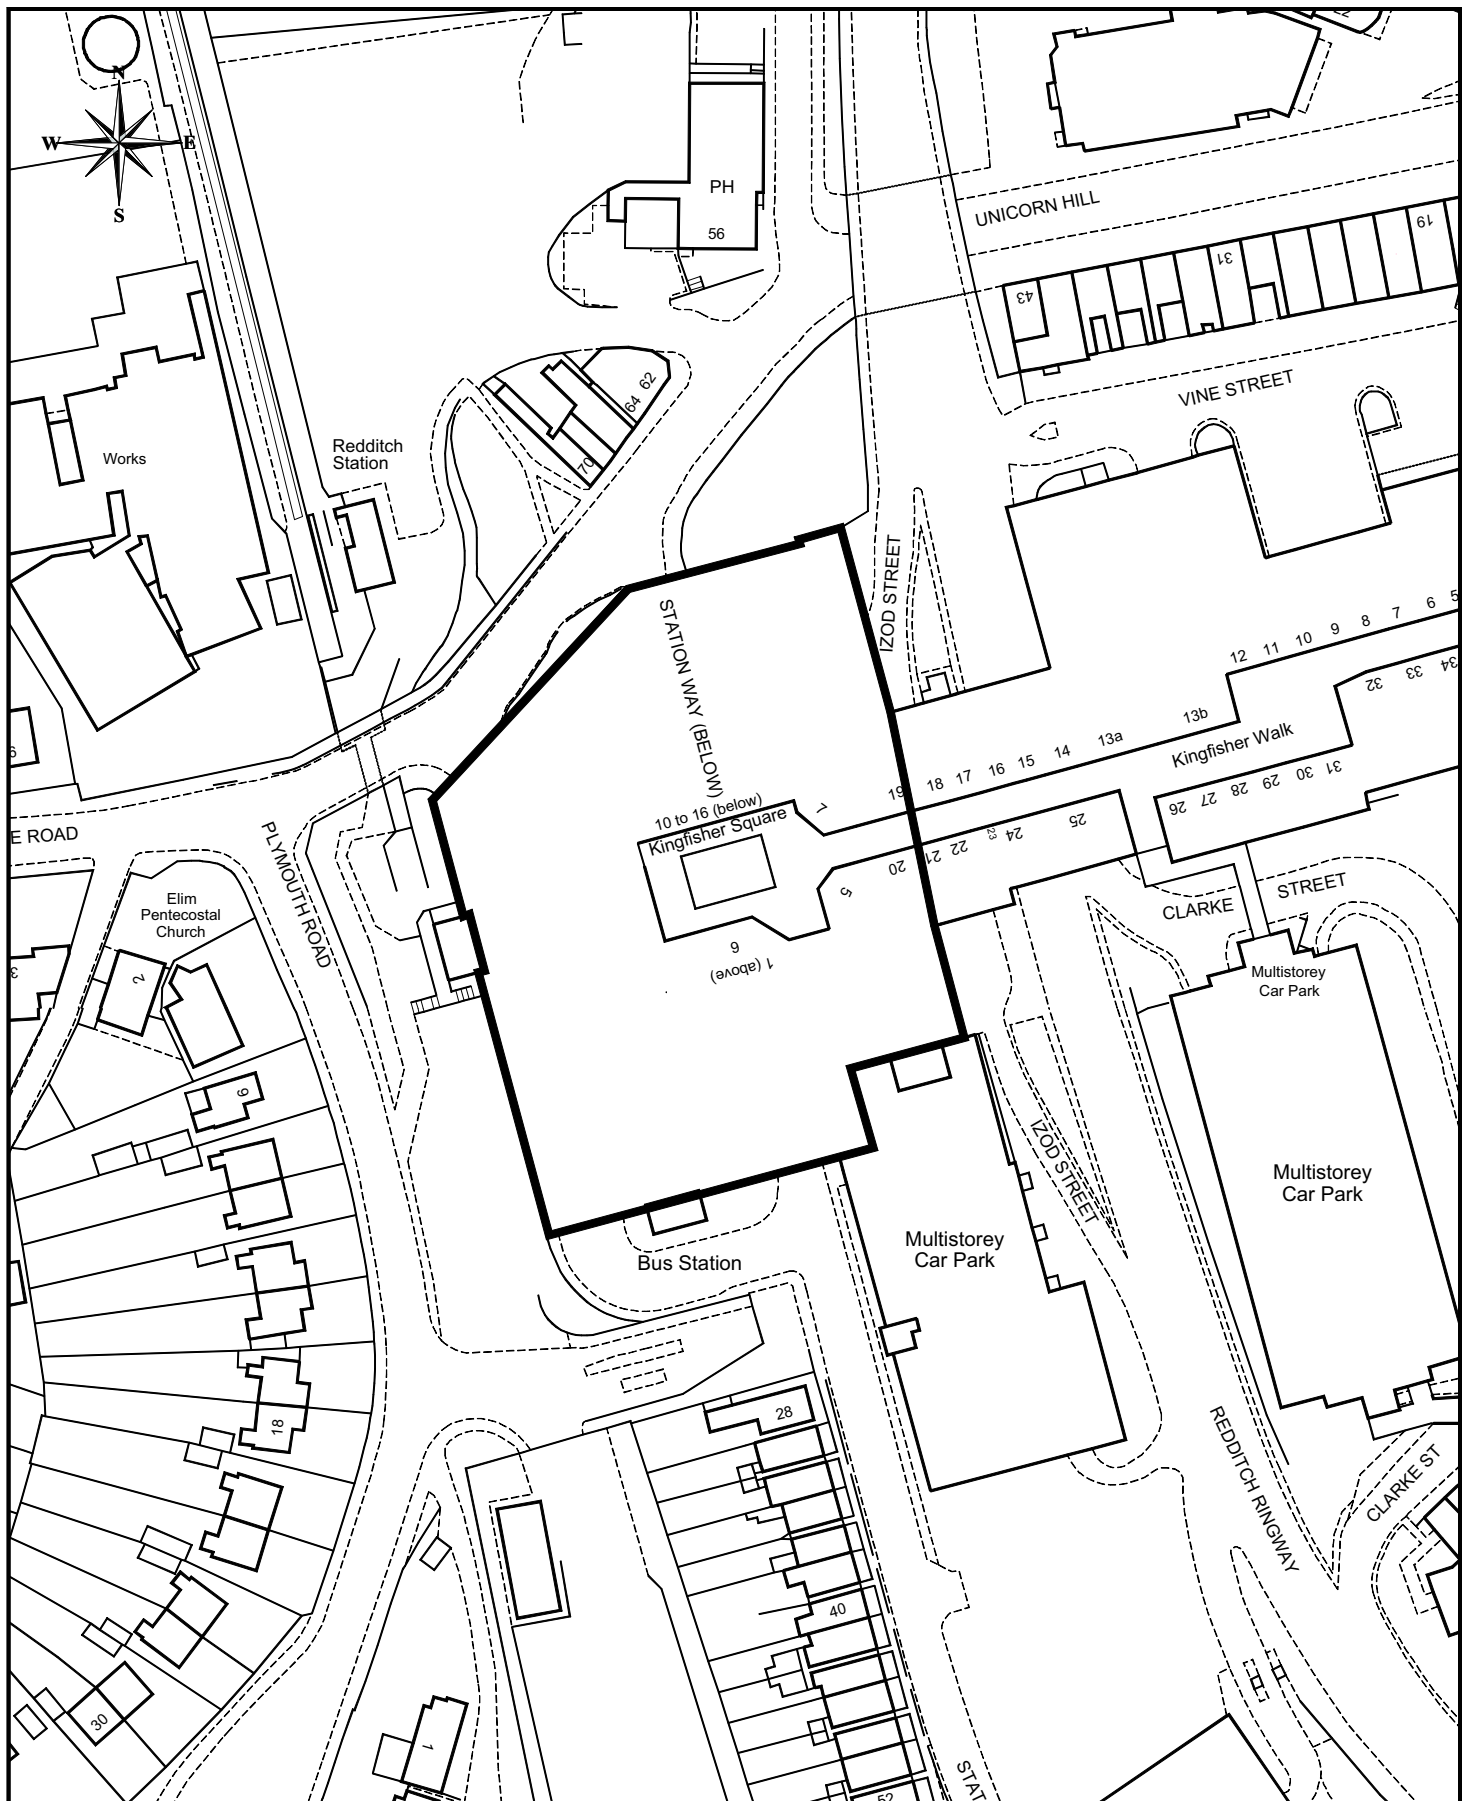 N
W
E
S
PH
56
UNICORN HILL
19
31
43
VINE STREET
62
64
70
Redditch
Station
Works
IZOD STREET
STATION WAY (BELOW)
12
11
10
9
8
7
6
5
34
33
32
13b
13a
14
15
16
17
18
19
Kingfisher Walk
31
30
29
28
27
26
25
24
23
22
21
20
10 to 16 (below)
Kingfisher Square
7
5
6
1 (above)
E ROAD
PLYMOUTH ROAD
Elim
Pentecostal
Church
2
3
9
CLARKE
STREET
Multistorey
Car Park
IZOD STREET
Multistorey
Car Park
Multistorey
Car Park
Bus Station
18
28
REDDITCH RINGWAY
CLARKE ST
40
30
1
STAT
52